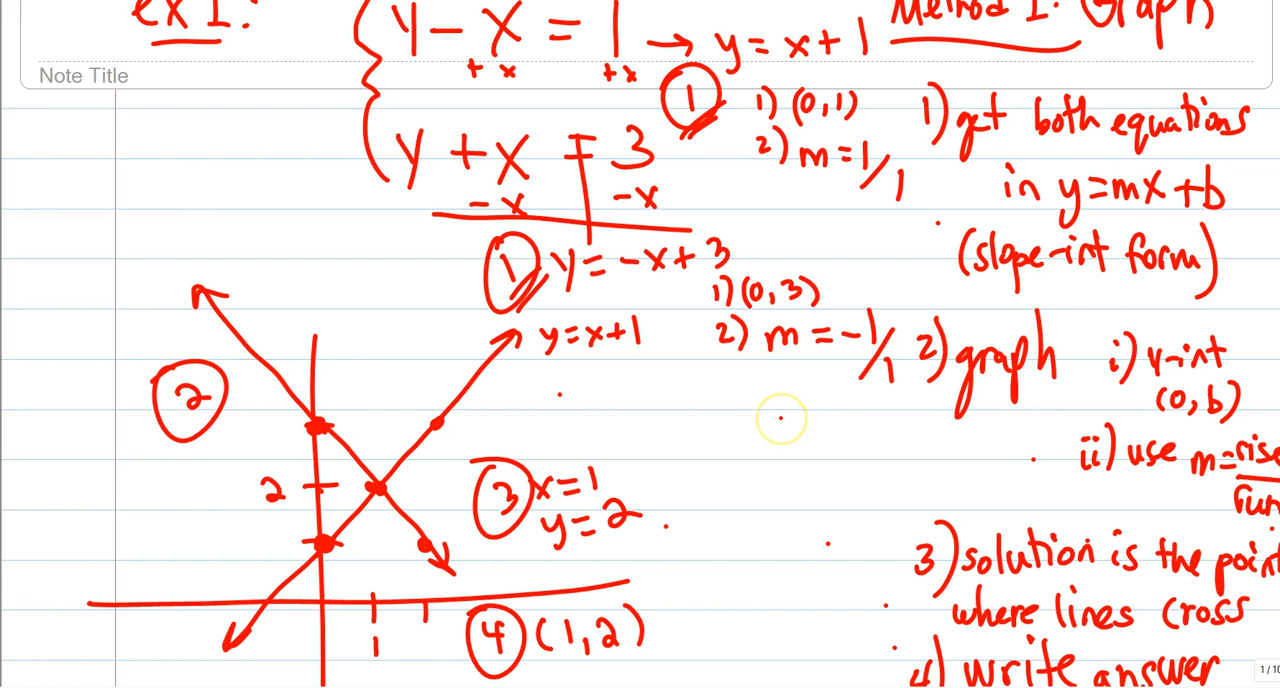 ex 1:
Method 1: Graph
y - x = 1 → y = x + 1
+ x + x
Note Title
① 1) (0, 1)
2) m = 1/1
y + x = 3
- x - x
① y = -x + 3
1) (0, 3)
2) m = -1/1
1) get both equations
in y = mx + b
(slope-int form)
2) graph i) y-int
(0, b)
ii) use m = rise
run
3) solution is the point
where lines cross
4) write answer
②
y = x + 1
2
③ x = 1
y = 2
1
④ (1, 2)
1 / 10